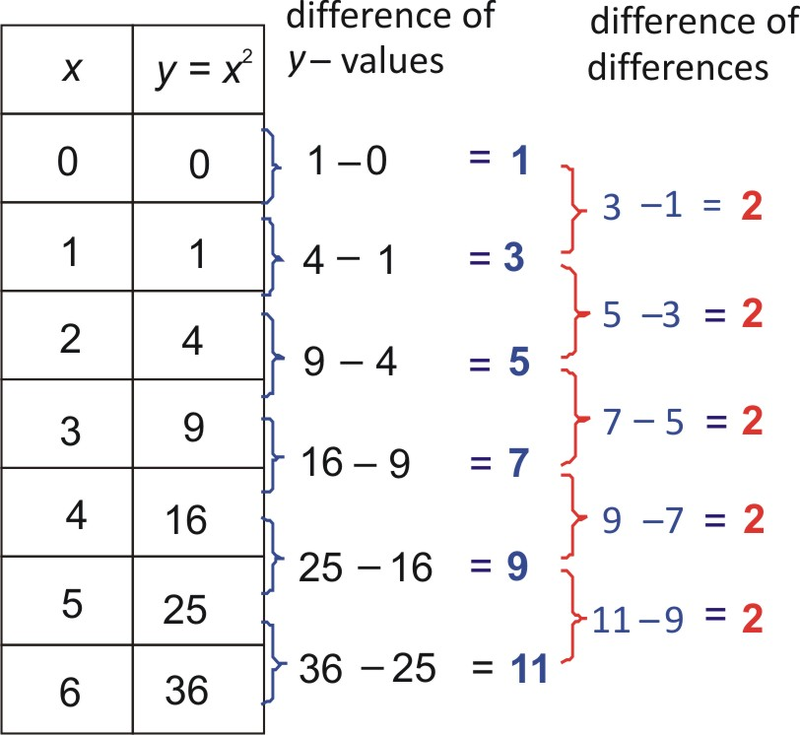 difference of
y – values
difference of
differences
x y = x²
0 0
1 – 0 = 1
3 – 1 = 2
1 1
4 – 1 = 3
5 – 3 = 2
2 4
9 – 4 = 5
7 – 5 = 2
3 9
16 – 9 = 7
9 – 7 = 2
4 16
25 – 16 = 9
11 – 9 = 2
5 25
36 – 25 = 11
6 36